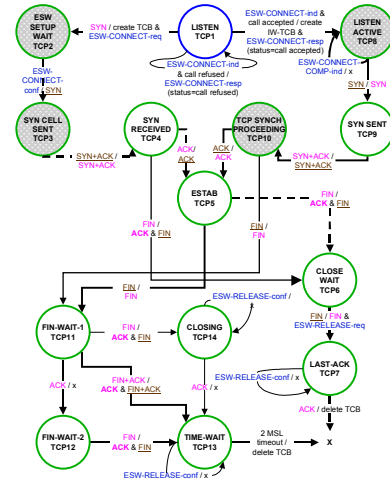 ESW
SETUP
WAIT
TCP2
SYN / create TCB &
ESW-CONNECT-req
LISTEN
TCP1
ESW-CONNECT-ind &
call accepted / create
IW-TCB &
ESW-CONNECT-resp
(status=call accepted)
LISTEN
ACTIVE
TCP8
ESW-CONNECT-ind
& call refused /
ESW-CONNECT-resp
(status=call refused)
ESW-CONNECT-
COMP-ind / x
ESW-
CONNECT-
conf / SYN
SYN / SYN
SYN CELL
SENT
TCP3
SYN
RECEIVED
TCP4
TCP SYNCH
PROCEEDING
TCP10
SYN SENT
TCP9
ACK/
ACK
ACK /
ACK
SYN+ACK /
SYN+ACK
SYN+ACK /
SYN+ACK
ESTAB
TCP5
FIN /
ACK & FIN
FIN /
ACK & FIN
FIN /
FIN
FIN /
FIN
CLOSE
WAIT
TCP6
ESW-RELEASE-conf /
x
FIN / FIN &
ESW-RELEASE-req
FIN-WAIT-1
TCP11
FIN /
ACK & FIN
CLOSING
TCP14
LAST-ACK
TCP7
ESW-RELEASE-conf / x
FIN+ACK /
ACK & FIN+ACK
ACK / x
ACK / x
ACK / delete TCB
FIN-WAIT-2
TCP12
FIN /
ACK & FIN
TIME-WAIT
TCP13
2 MSL
timeout /
delete TCB
X
ESW-RELEASE-conf / x